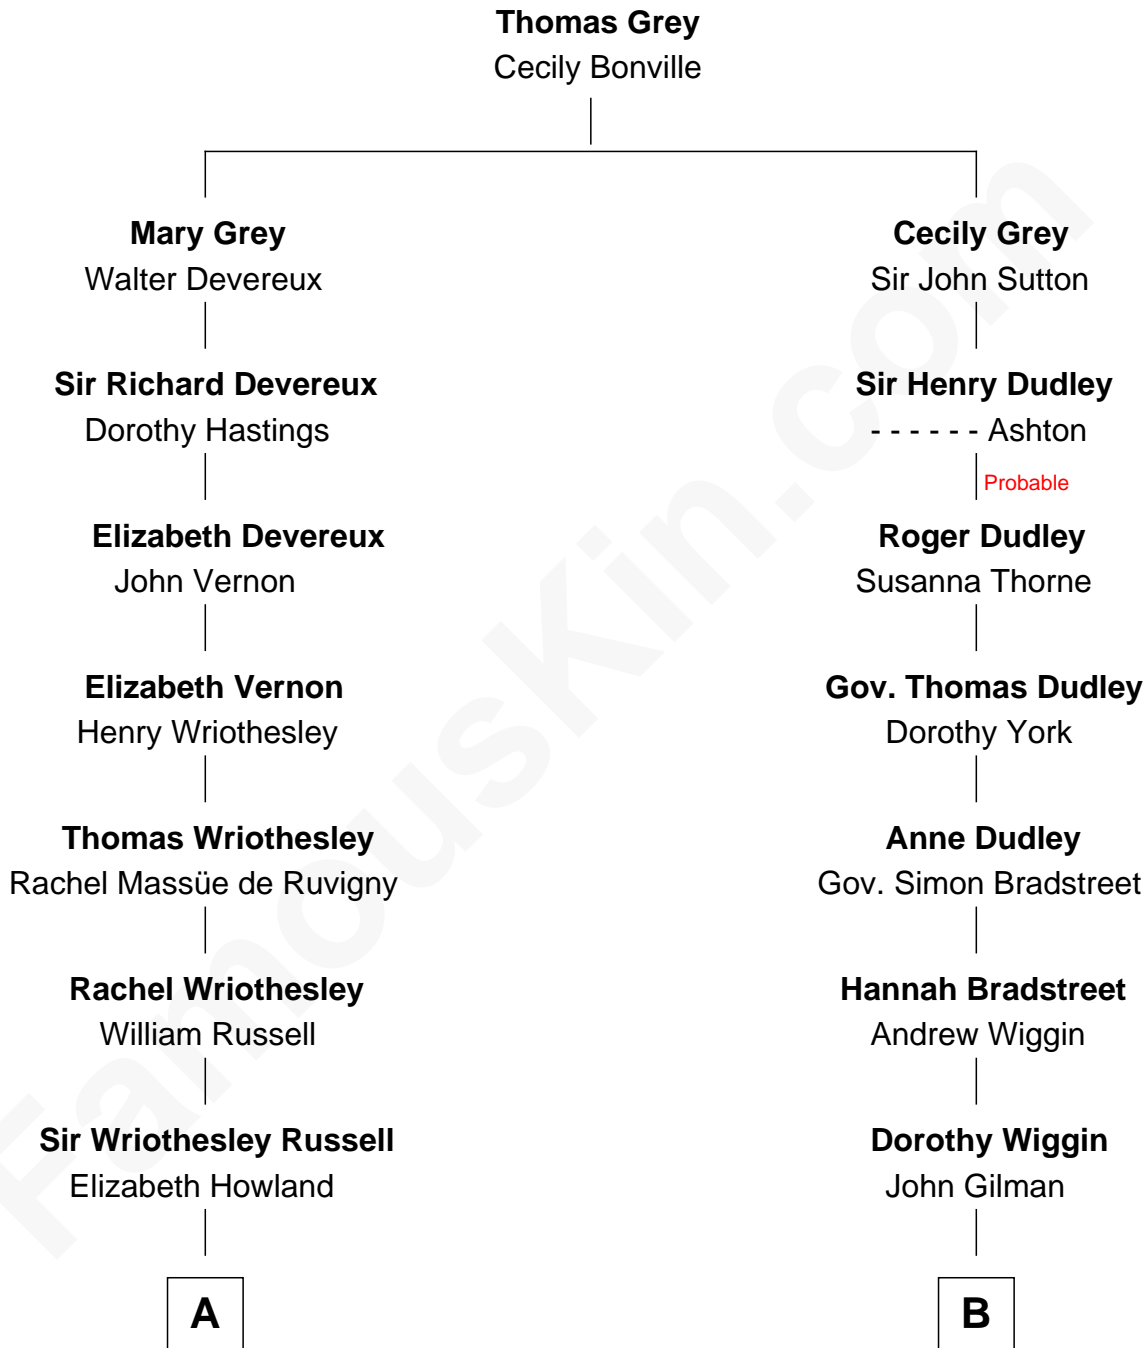 Thomas Grey
Cecily Bonville
Mary Grey
Walter Devereux
Cecily Grey
Sir John Sutton
Sir Richard Devereux
Dorothy Hastings
Sir Henry Dudley
- - - - - - Ashton
Probable
Elizabeth Devereux
John Vernon
Roger Dudley
Susanna Thorne
Elizabeth Vernon
Henry Wriothesley
Gov. Thomas Dudley
Dorothy York
Thomas Wriothesley
Rachel Massüe de Ruvigny
Anne Dudley
Gov. Simon Bradstreet
Rachel Wriothesley
William Russell
Hannah Bradstreet
Andrew Wiggin
Sir Wriothesley Russell
Elizabeth Howland
Dorothy Wiggin
John Gilman
A
B
FamousKin.com